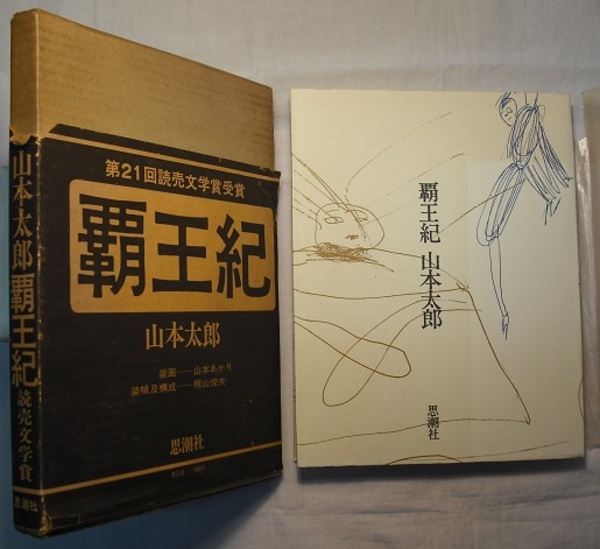 山本太郎 覇王紀 読売文学賞
思潮社
第21回読売文学賞受賞
覇王紀
山本太郎
装画──山本あかり
装幀及構成──横山俊夫
思潮社
覇王紀 山本太郎
思潮社